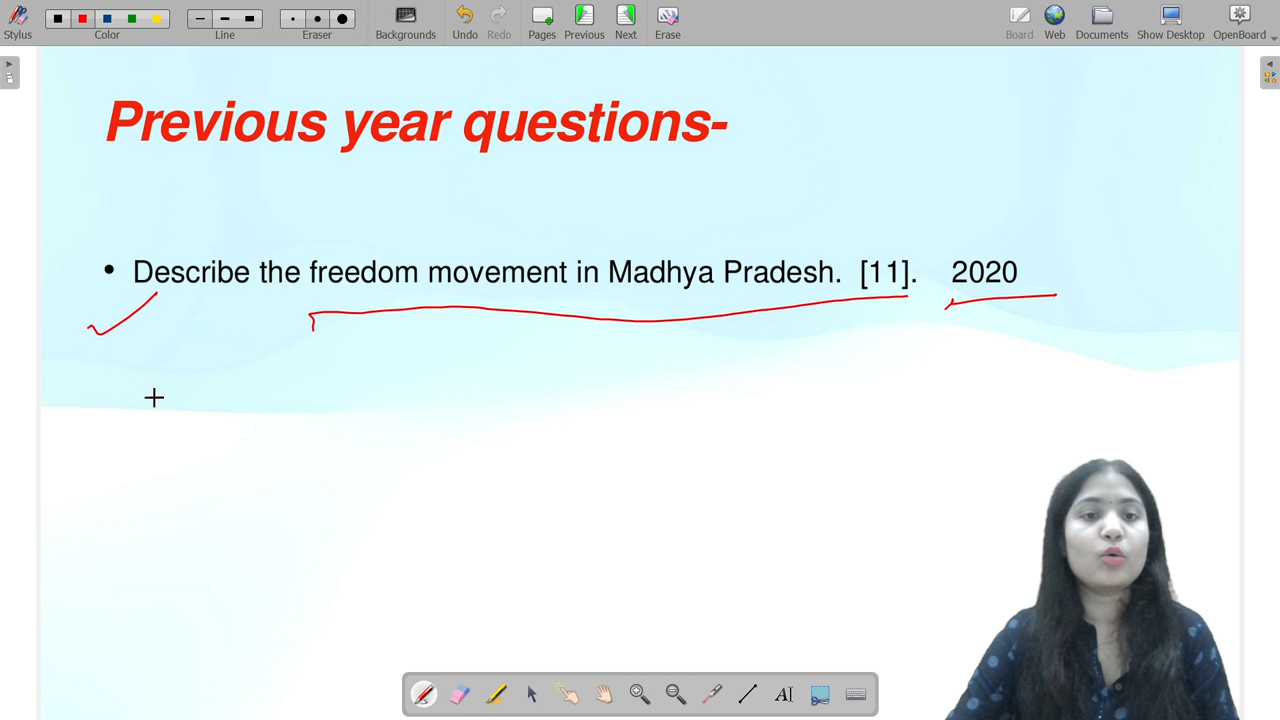 Stylus
Color
Line
Eraser
Backgrounds
Undo
Redo
Pages
Previous
Next
Erase
Board
Web
Documents
Show Desktop
OpenBoard
Previous year questions-
• Describe the freedom movement in Madhya Pradesh. [11]. 2020
AI